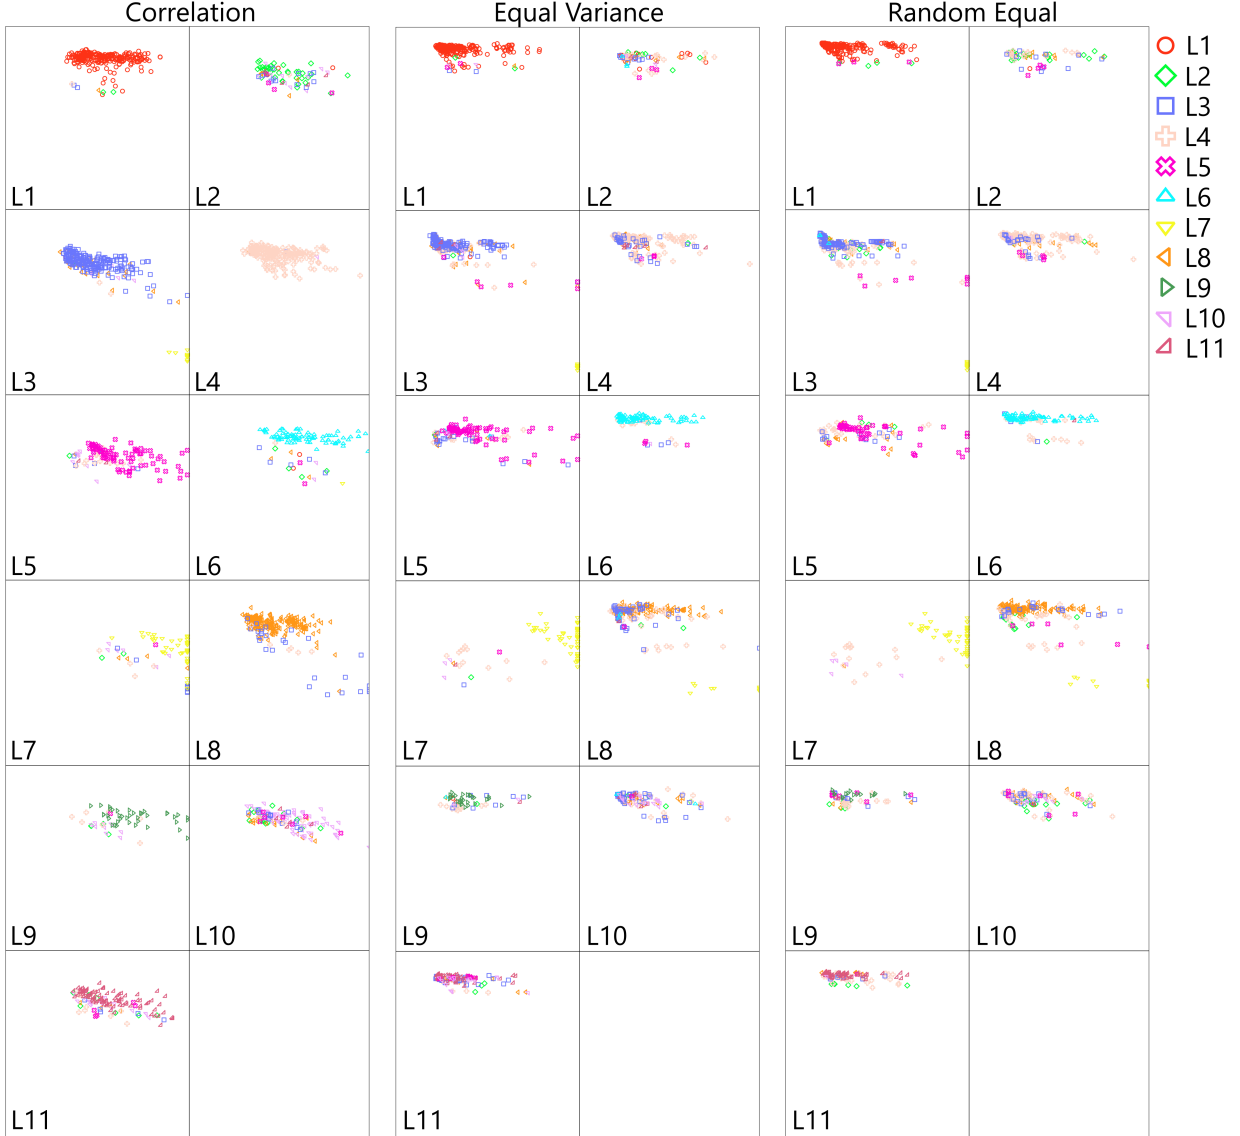 Correlation
Equal Variance
Random Equal
L1
L2
L3
L4
L5
L6
L7
L8
L9
L10
L11
L1 L2 L1 L2 L1 L2
L3 L4 L3 L4 L3 L4
L5 L6 L5 L6 L5 L6
L7 L8 L7 L8 L7 L8
L9 L10 L9 L10 L9 L10
L11 L11 L11